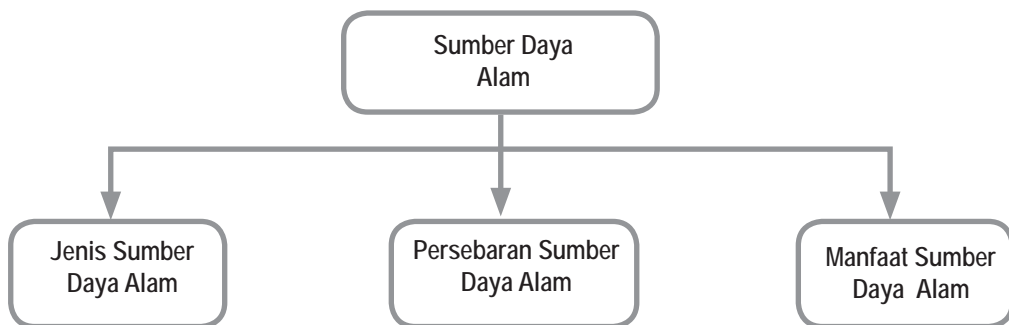 Sumber Daya
Alam
Jenis Sumber
Daya Alam
Persebaran Sumber
Daya Alam
Manfaat Sumber
Daya Alam